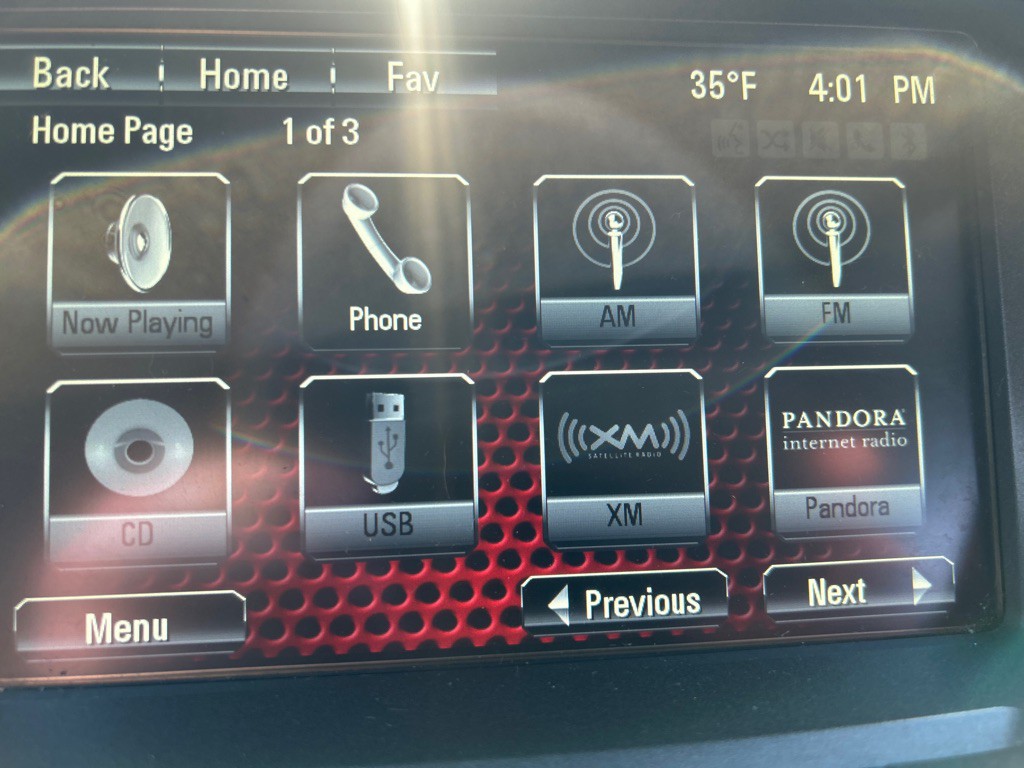 Back Home Fav 35°F 4:01 PM
Home Page 1 of 3
Now Playing Phone AM FM
XM
SATELLITE RADIO
PANDORA
internet radio
CD USB XM Pandora
Menu Previous Next